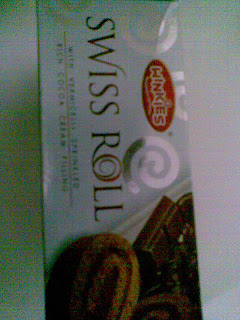 WINKIES
SWISS ROLL
WITH VERMICELLI SPRINKLED
RICH COCOA CREAM FILLING